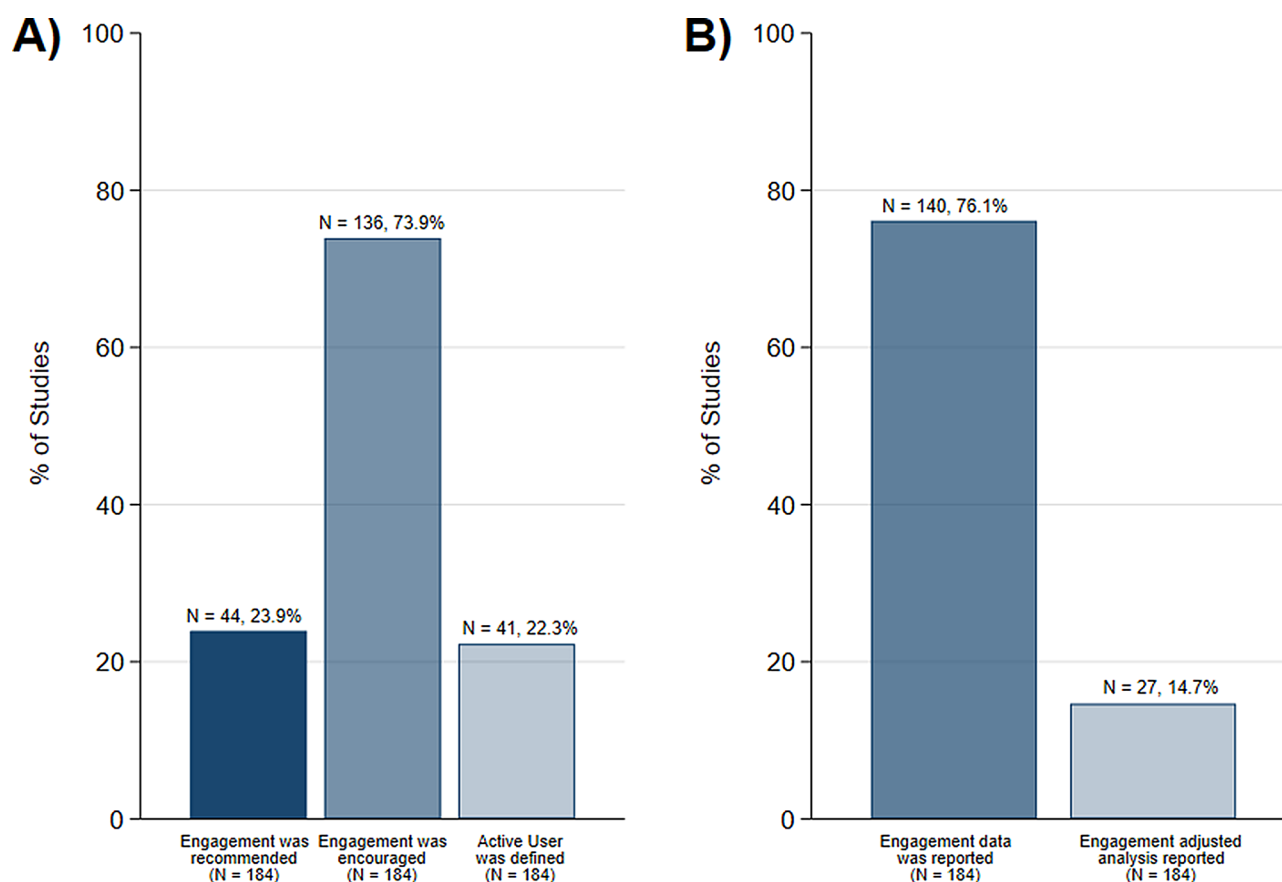 A)
% of Studies
100
80
60
40
20
0
N = 44, 23.9%
N = 136, 73.9%
N = 41, 22.3%
Engagement was
recommended
(N = 184)
Engagement was
encouraged
(N = 184)
Active User
was defined
(N = 184)
B)
% of Studies
100
80
60
40
20
0
N = 140, 76.1%
N = 27, 14.7%
Engagement data
was reported
(N = 184)
Engagement adjusted
analysis reported
(N = 184)